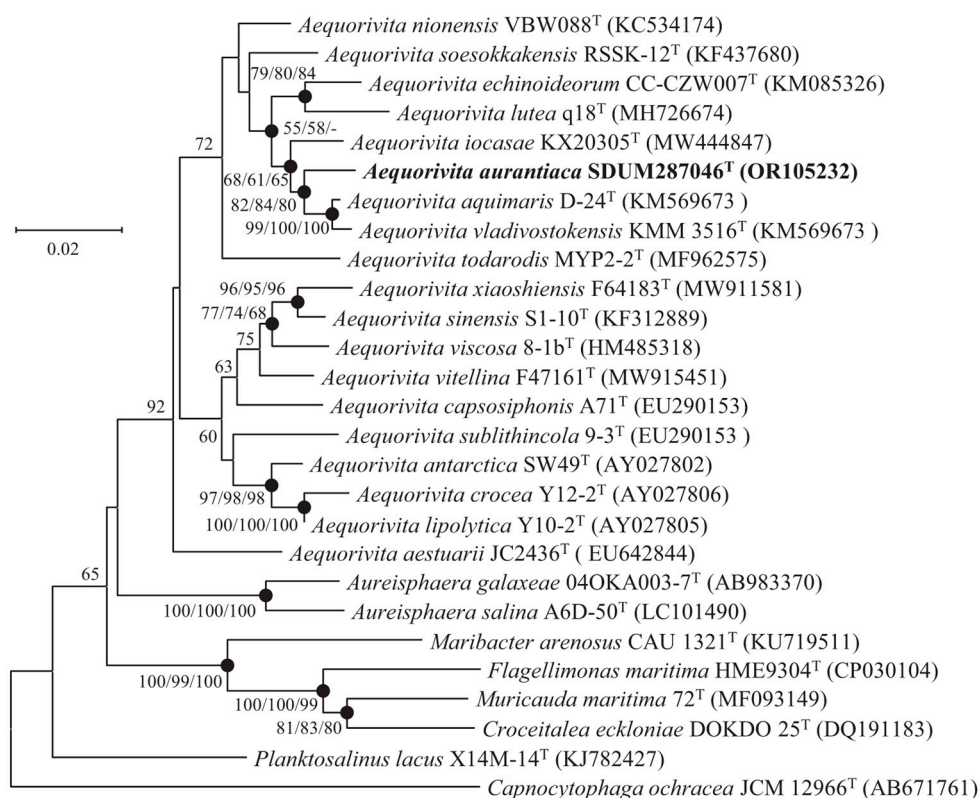 Aequorivita nionensis VBW088ᵀ (KC534174)
Aequorivita soesokkakensis RSSK-12ᵀ (KF437680)
79/80/84
Aequorivita echinoideorum CC-CZW007ᵀ (KM085326)
Aequorivita lutea q18ᵀ (MH726674)
55/58/-
72
Aequorivita iocasae KX20305ᵀ (MW444847)
Aequorivita aurantiaca SDUM287046ᵀ (OR105232)
68/61/65
Aequorivita aquimaris D-24ᵀ (KM569673 )
82/84/80
99/100/100
Aequorivita vladivostokensis KMM 3516ᵀ (KM569673 )
0.02
Aequorivita todarodis MYP2-2ᵀ (MF962575)
96/95/96
Aequorivita xiaoshiensis F64183ᵀ (MW911581)
77/74/68
Aequorivita sinensis S1-10ᵀ (KF312889)
75
Aequorivita viscosa 8-1bᵀ (HM485318)
63
Aequorivita vitellina F47161ᵀ (MW915451)
92
Aequorivita capsosiphonis A71ᵀ (EU290153)
60
Aequorivita sublithincola 9-3ᵀ (EU290153 )
Aequorivita antarctica SW49ᵀ (AY027802)
97/98/98
Aequorivita crocea Y12-2ᵀ (AY027806)
100/100/100
Aequorivita lipolytica Y10-2ᵀ (AY027805)
Aequorivita aestuarii JC2436ᵀ ( EU642844)
65
Aureisphaera galaxeae 04OKA003-7ᵀ (AB983370)
100/100/100
Aureisphaera salina A6D-50ᵀ (LC101490)
Maribacter arenosus CAU 1321ᵀ (KU719511)
100/99/100
Flagellimonas maritima HME9304ᵀ (CP030104)
100/100/99
Muricauda maritima 72ᵀ (MF093149)
81/83/80
Croceitalea eckloniae DOKDO 25ᵀ (DQ191183)
Planktosalinus lacus X14M-14ᵀ (KJ782427)
Capnocytophaga ochracea JCM 12966ᵀ (AB671761)